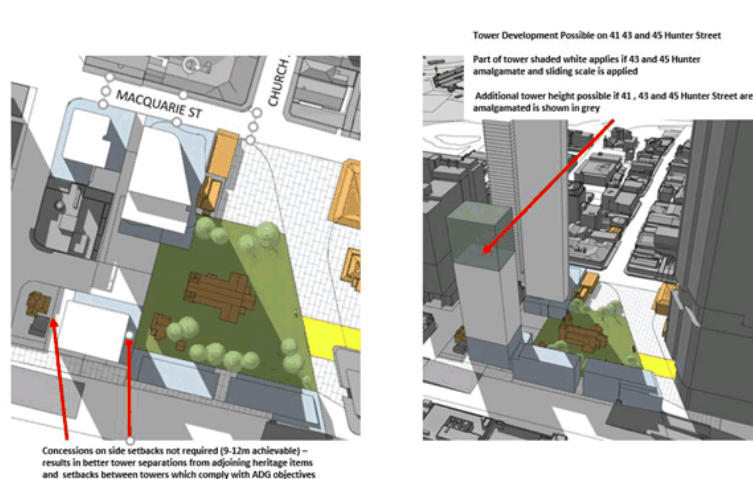 Tower Development Possible on 41 43 and 45 Hunter Street
Part of tower shaded white applies if 43 and 45 Hunter
amalgamate and sliding scale is applied
Additional tower height possible if 41 , 43 and 45 Hunter Street are
amalgamated is shown in grey
MACQUARIE ST
CHURCH
Concessions on side setbacks not required (9-12m achievable) –
results in better tower separations from adjoining heritage items
and setbacks between towers which comply with ADG objectives